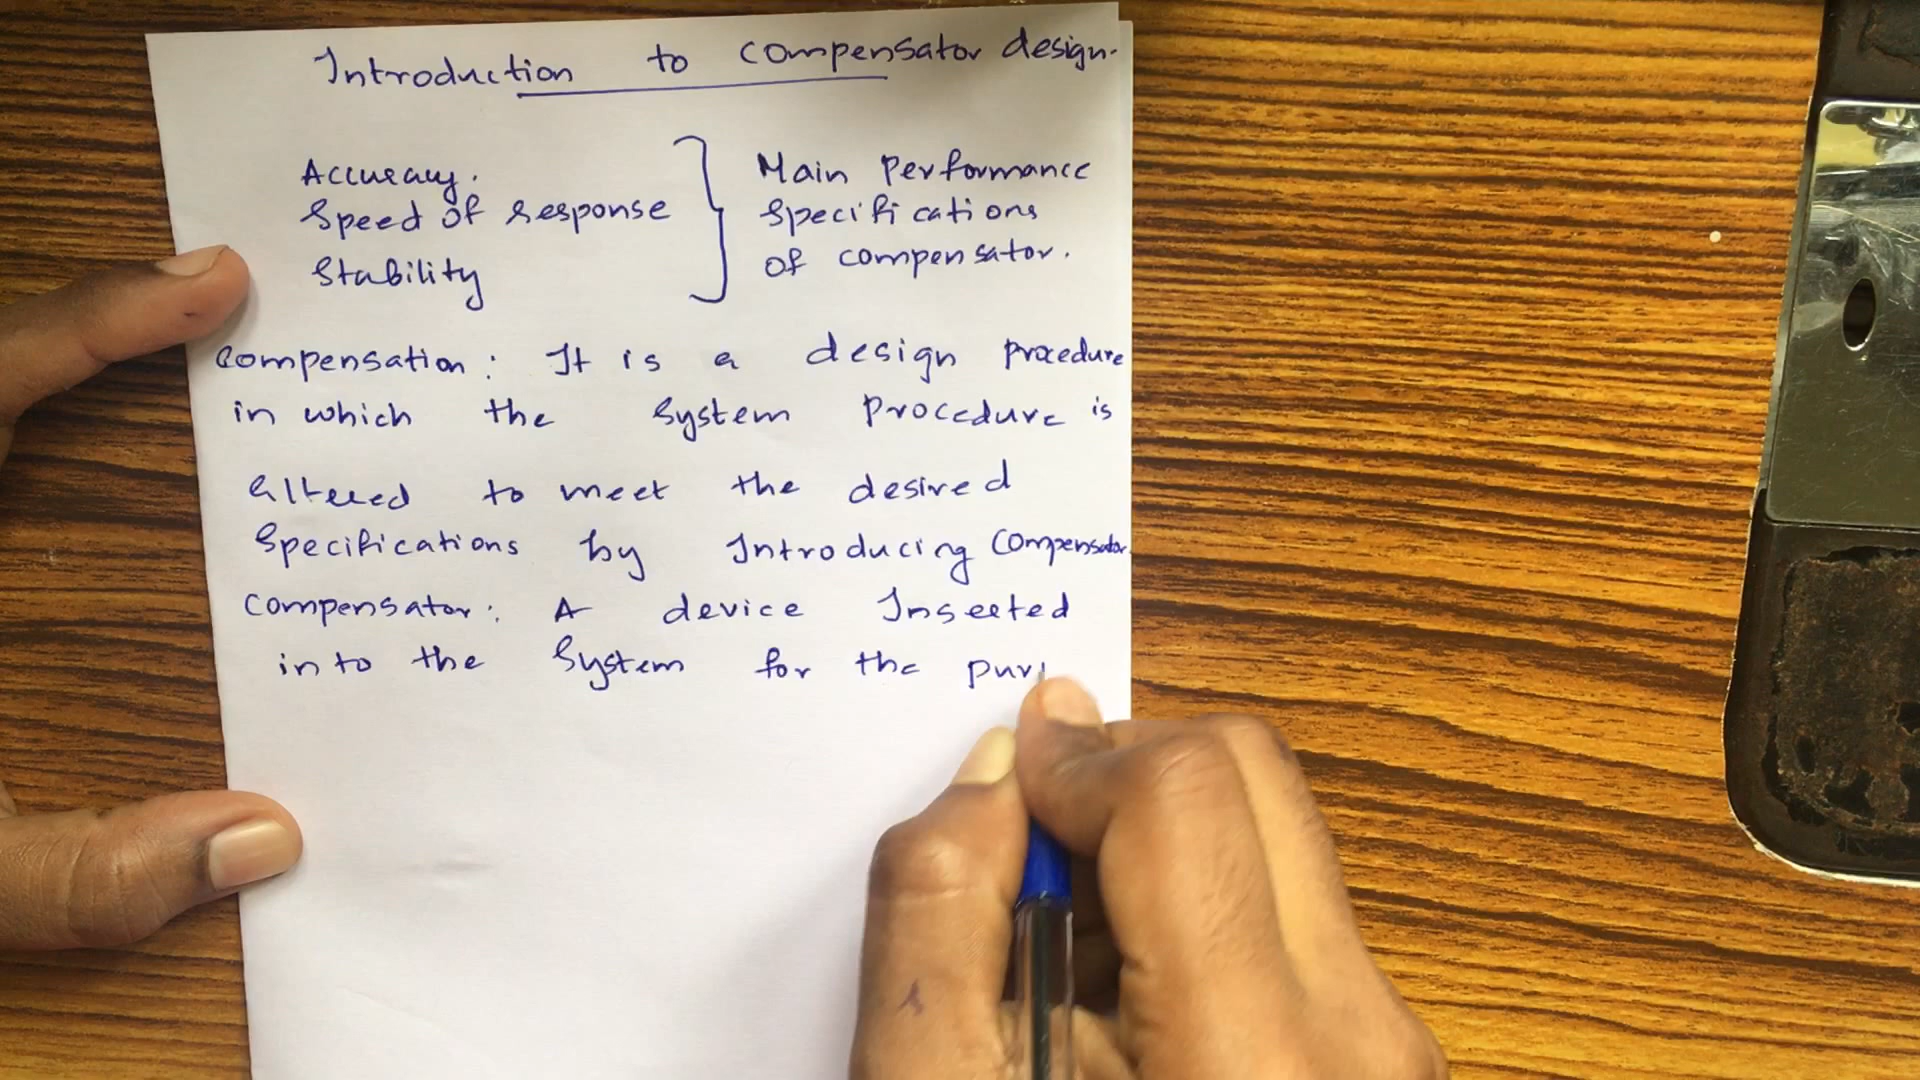 Introduction to compensator design.
Accuracy.
Speed of response
Stability
Main Performance
specifications
of compensator.
Compensation: It is a design procedure
in which the system procedure is
altered to meet the desired
specifications by Introducing Compensator.
Compensator: A device Inserted
into the system for the pur